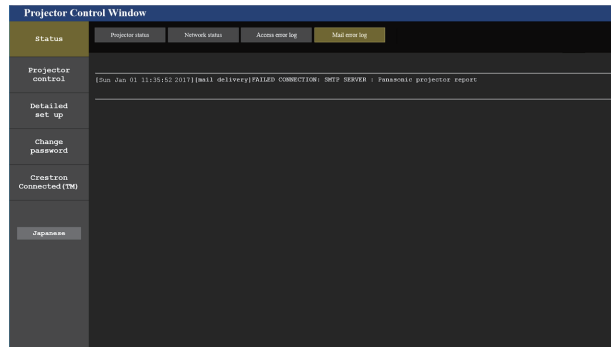 Projector Control Window
Status
Projector status
Network status
Access error log
Mail error log
[Sun Jan 01 11:35:52 2017][mail delivery]FAILED CONNECTION: SMTP SERVER : Panasonic projector report
Projector
control
Detailed
set up
Change
password
Crestron
Connected(TM)
Japanese